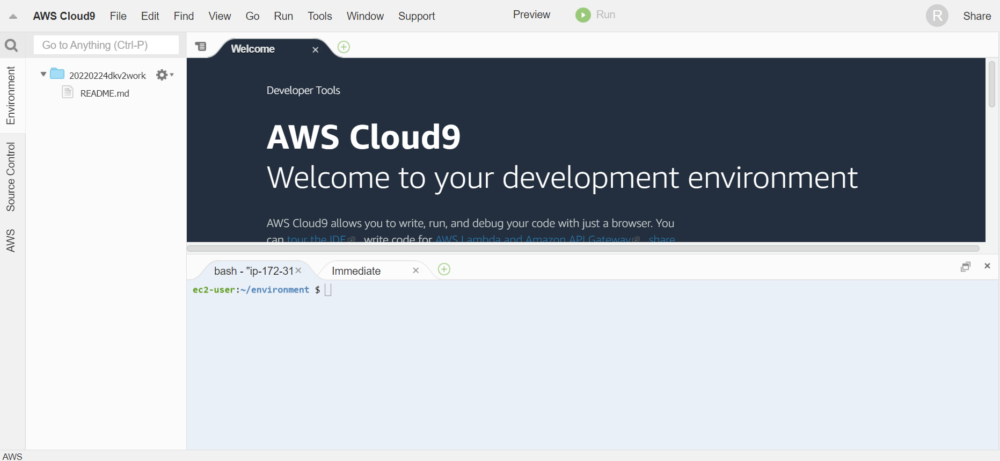 AWS Cloud9 File Edit Find View Go Run Tools Window Support Preview Run R Share
Go to Anything (Ctrl-P)
Welcome
Environment
Source Control
AWS
20220224dkv2work
README.md
Developer Tools
AWS Cloud9
Welcome to your development environment
AWS Cloud9 allows you to write, run, and debug your code with just a browser. You
can tour the IDE write code for AWS Lambda and Amazon API Gateway share
bash - "ip-172-31 Immediate
ec2-user:~/environment $
AWS